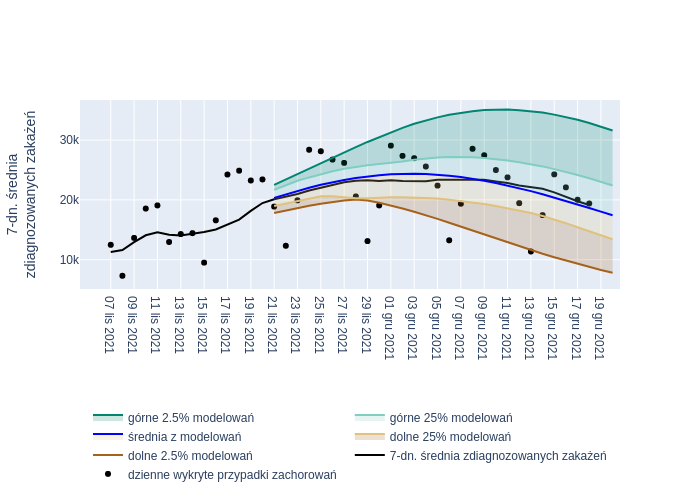 7-dn. średnia
zdiagnozowanych zakażeń
30k
20k
10k
07 lis 2021
09 lis 2021
11 lis 2021
13 lis 2021
15 lis 2021
17 lis 2021
19 lis 2021
21 lis 2021
23 lis 2021
25 lis 2021
27 lis 2021
29 lis 2021
01 gru 2021
03 gru 2021
05 gru 2021
07 gru 2021
09 gru 2021
11 gru 2021
13 gru 2021
15 gru 2021
17 gru 2021
19 gru 2021
górne 2.5% modelowań
górne 25% modelowań
średnia z modelowań
dolne 25% modelowań
dolne 2.5% modelowań
7-dn. średnia zdiagnozowanych zakażeń
dzienne wykryte przypadki zachorowań